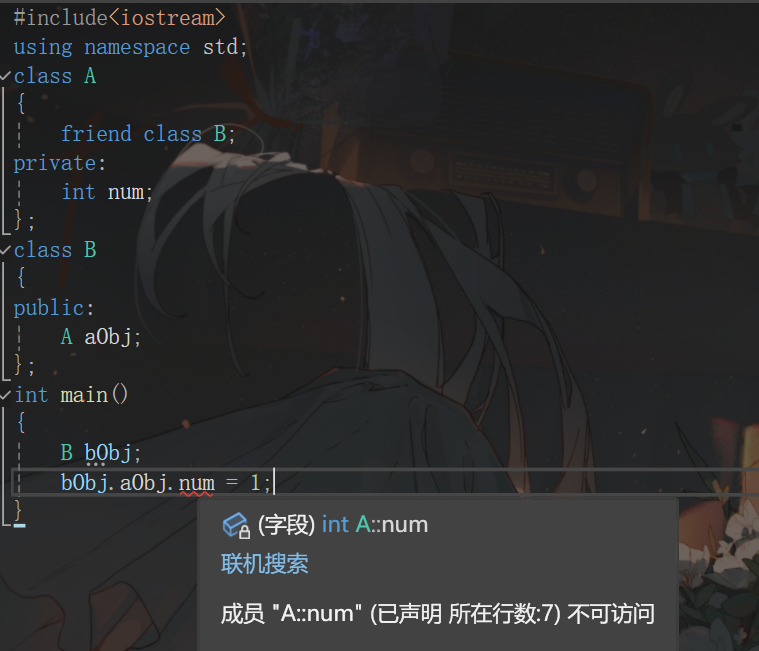 #include<iostream>
using namespace std;
class A
{
friend class B;
private:
int num;
};
class B
{
public:
A aObj;
};
int main()
{
B bObj;
bObj.aObj.num = 1;
}
(字段) int A::num
联机搜索
成员 "A::num" (已声明 所在行数:7) 不可访问